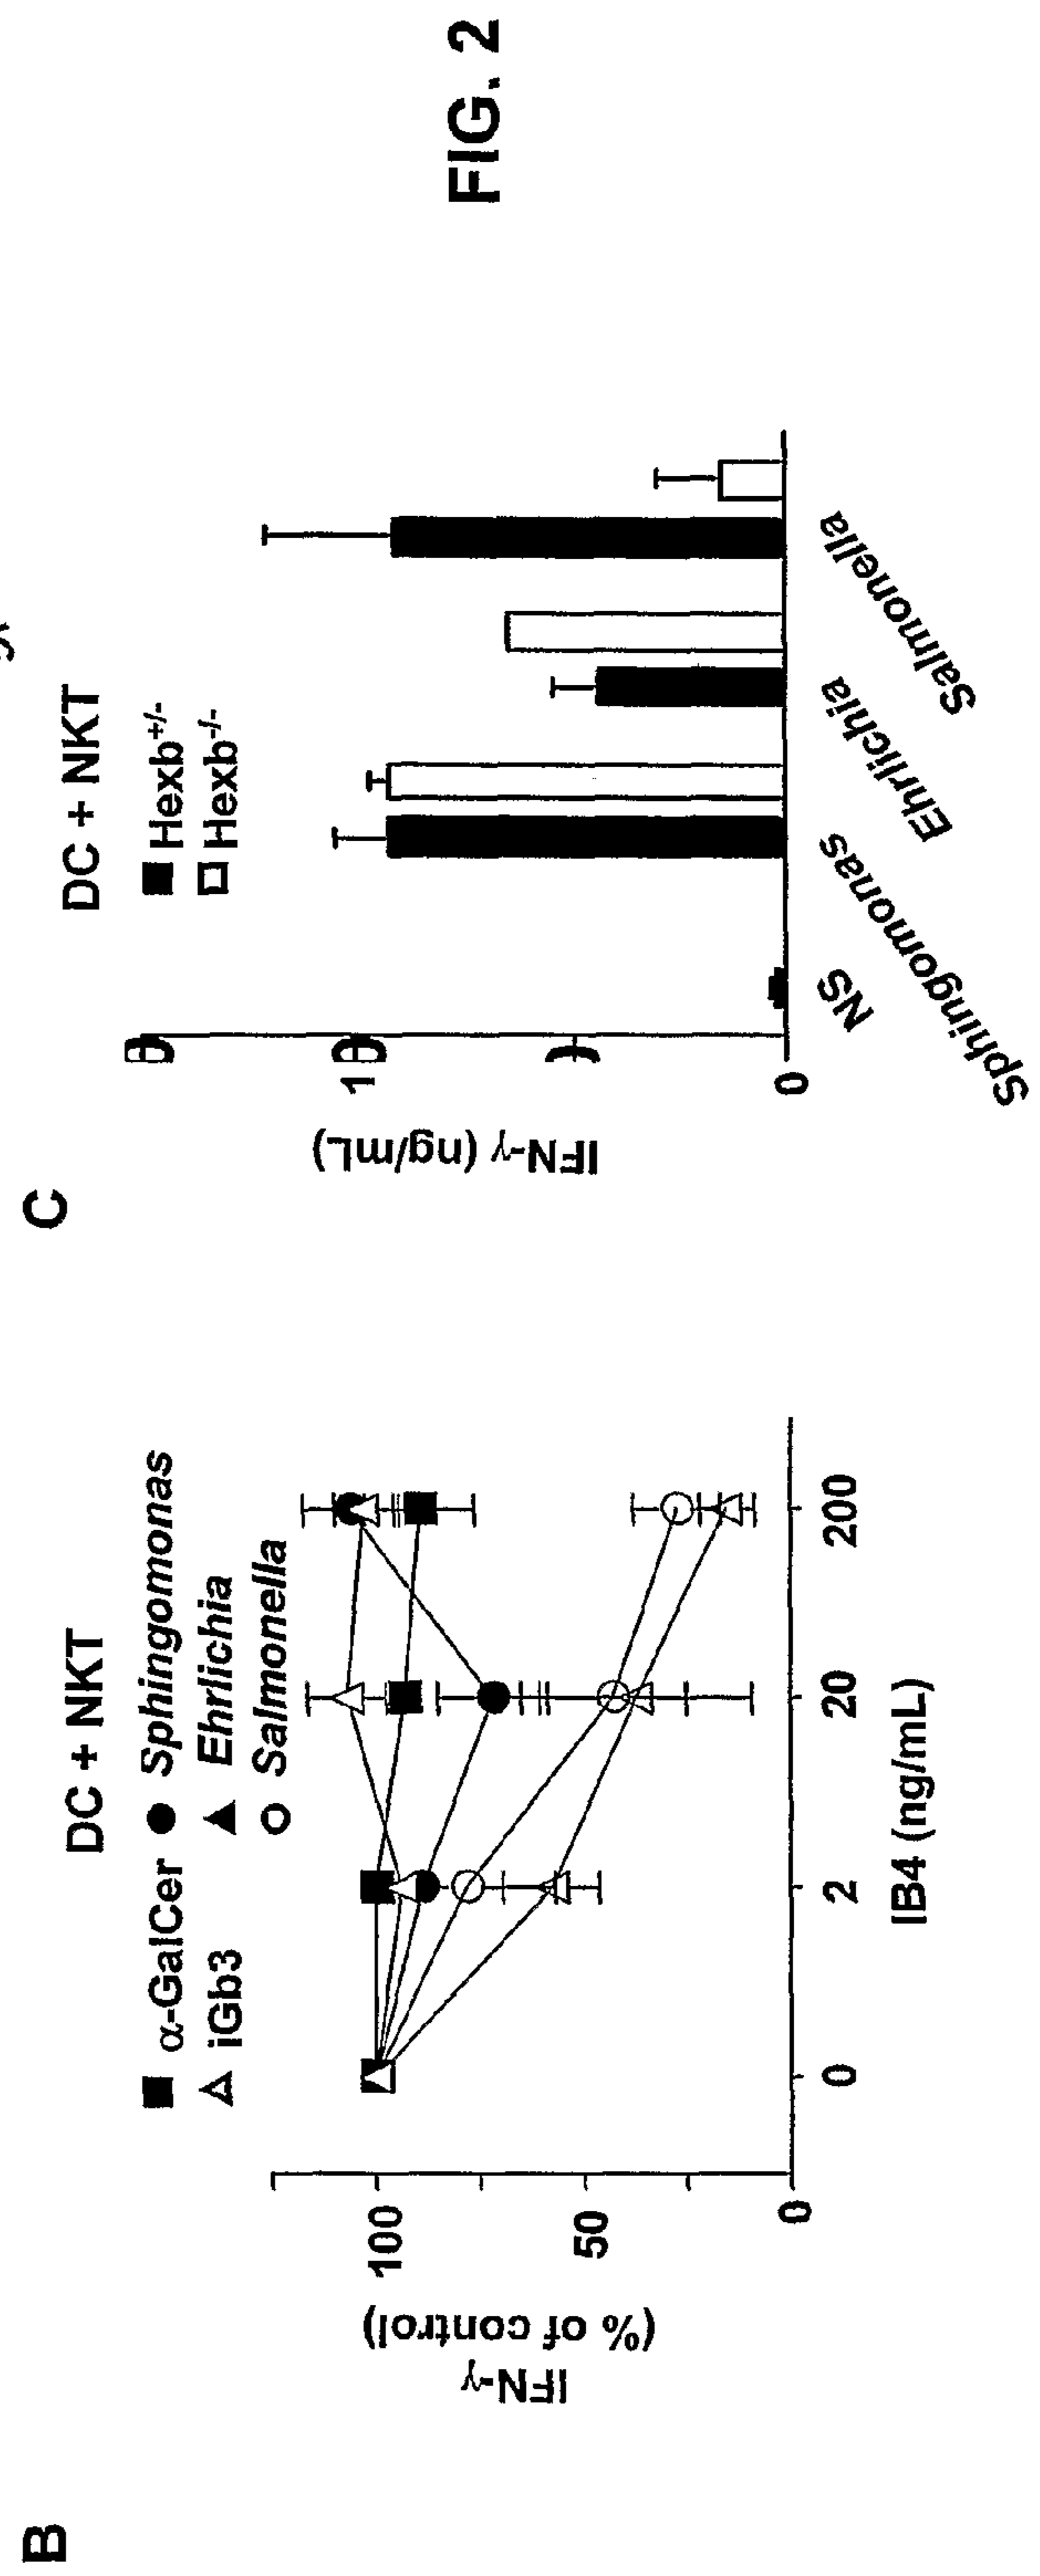 B
DC + NKT
α-GalCer
Sphingomonas
iGb3
Ehrlichia
Salmonella
IFN-γ
(% of control)
100
50
0
0
2
20
200
IB4 (ng/mL)
C
DC + NKT
Hexb+/-
Hexb-/-
IFN-γ (ng/mL)
0
NS
Sphingomonas
Ehrlichia
Salmonella
FIG. 2